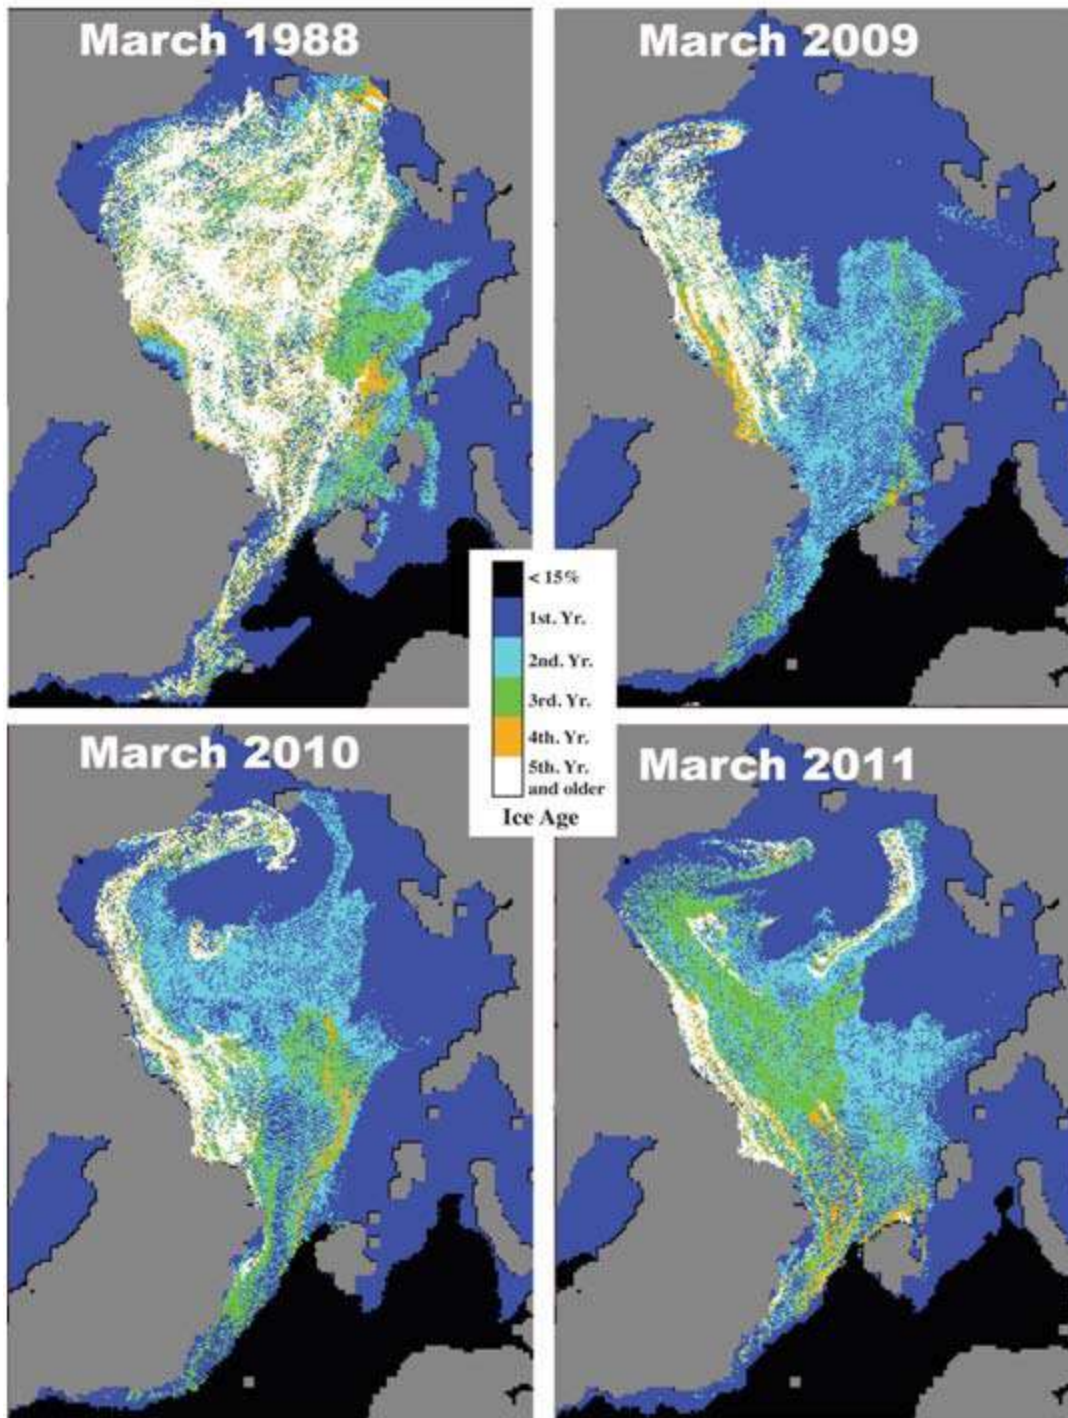 March 1988
March 2009
< 15%
1st. Yr.
2nd. Yr.
3rd. Yr.
4th. Yr.
5th. Yr.
and older
Ice Age
March 2010
March 2011